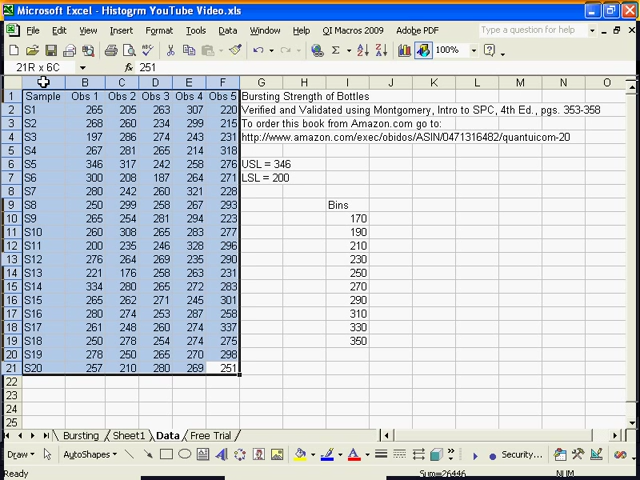 Microsoft Excel - Histogrm YouTube Video.xls
File Edit View Insert Format Tools Data Window QI Macros 2009 Adobe PDF Type a question for help
100%
21R x 6C fx 251
A B C D E F G H I J K L M N O
1 Sample Obs 1 Obs 2 Obs 3 Obs 4 Obs 5 Bursting Strength of Bottles
2 S1 265 205 263 307 220 Verified and Validated using Montgomery, Intro to SPC, 4th Ed., pgs. 353-358
3 S2 268 260 234 299 215 To order this book from Amazon.com go to:
4 S3 197 286 274 243 231 http://www.amazon.com/exec/obidos/ASIN/0471316482/quantuicom-20
5 S4 267 281 265 214 318
6 S5 346 317 242 258 276 USL = 346
7 S6 300 208 187 264 271 LSL = 200
8 S7 280 242 260 321 228
9 S8 250 299 258 267 293 Bins
10 S9 265 254 281 294 223 170
11 S10 260 308 265 283 277 190
12 S11 200 235 246 328 296 210
13 S12 276 264 269 235 290 230
14 S13 221 176 258 263 231 250
15 S14 334 280 265 272 283 270
16 S15 265 262 271 245 301 290
17 S16 280 274 253 287 258 310
18 S17 261 248 260 274 337 330
19 S18 250 278 254 274 275 350
20 S19 278 250 265 270 298
21 S20 257 210 280 269 251
22
23
24
25
Bursting Sheet1 Data Free Trial
Draw AutoShapes Security...
Ready Sum=26446 NUM